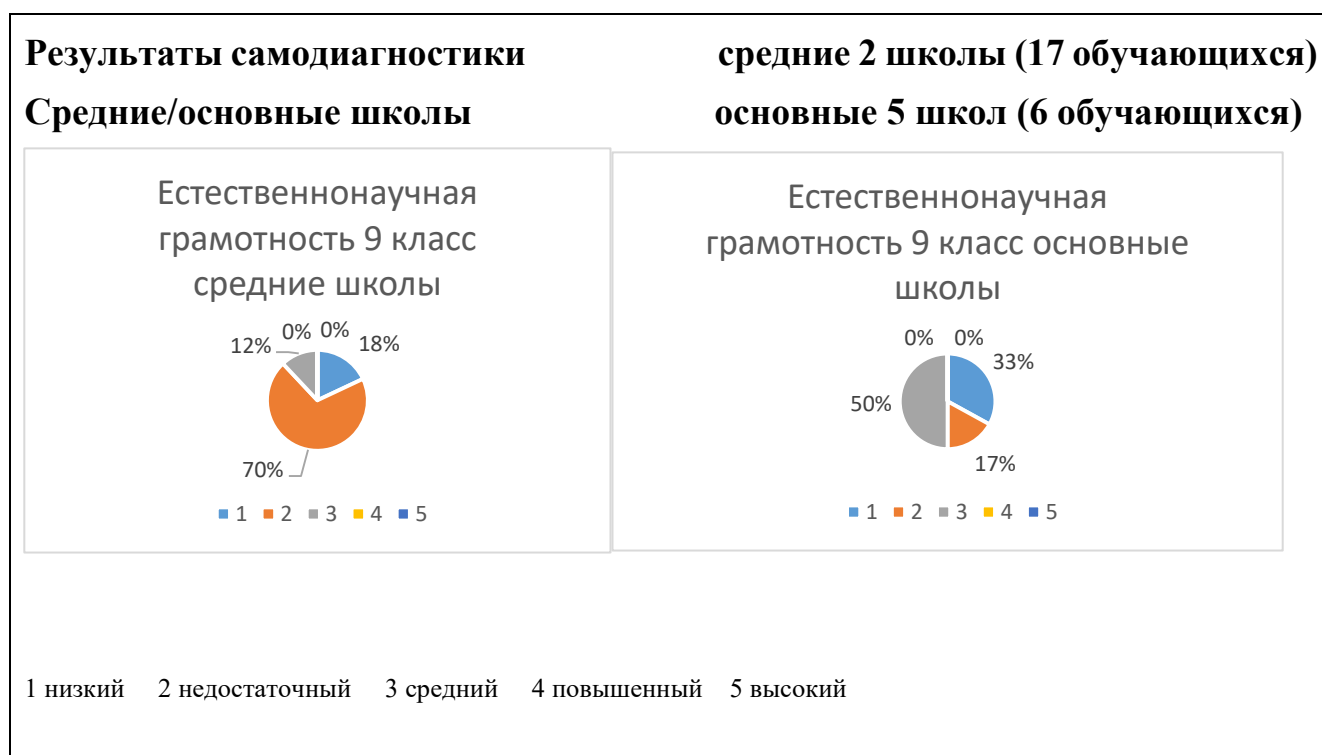 Результаты самодиагностики средние 2 школы (17 обучающихся)
Средние/основные школы основные 5 школ (6 обучающихся)
Естественнонаучная
грамотность 9 класс
средние школы
0% 0%
12% 18%
70%
1 2 3 4 5
Естественнонаучная
грамотность 9 класс основные
школы
0% 0%
33%
50%
17%
1 2 3 4 5
1 низкий 2 недостаточный 3 средний 4 повышенный 5 высокий